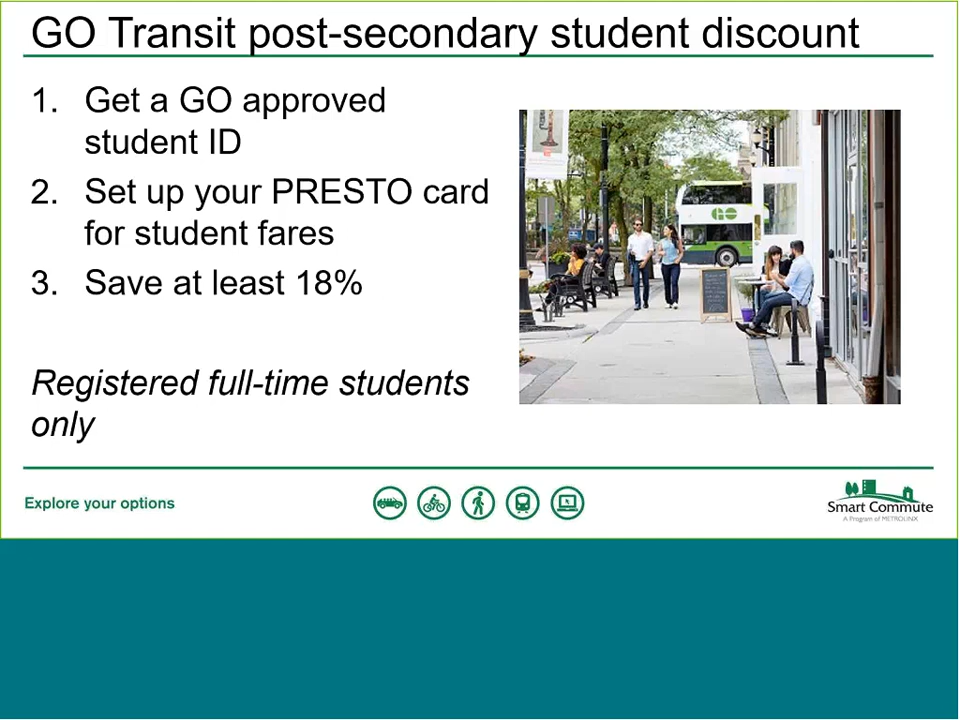 GO Transit post-secondary student discount
1. Get a GO approved
student ID
2. Set up your PRESTO card
for student fares
3. Save at least 18%
Registered full-time students
only
GO
Explore your options
Smart Commute
A Program of METROLINX